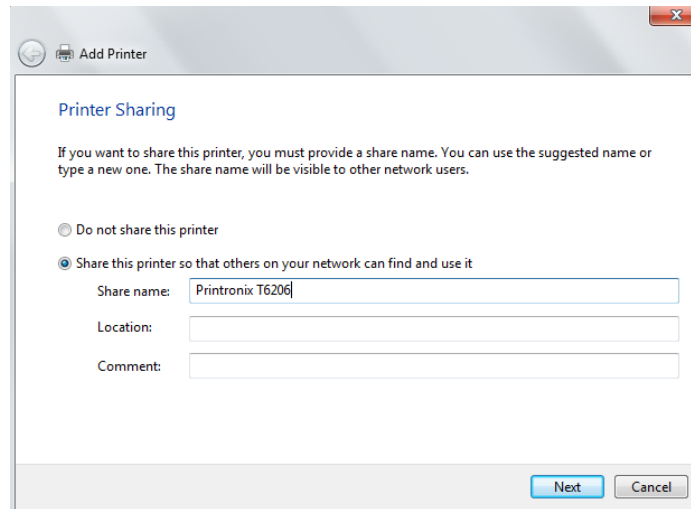 Add Printer
Printer Sharing
If you want to share this printer, you must provide a share name. You can use the suggested name or
type a new one. The share name will be visible to other network users.
Do not share this printer
Share this printer so that others on your network can find and use it
Share name: Printronix T6206
Location:
Comment:
Next Cancel